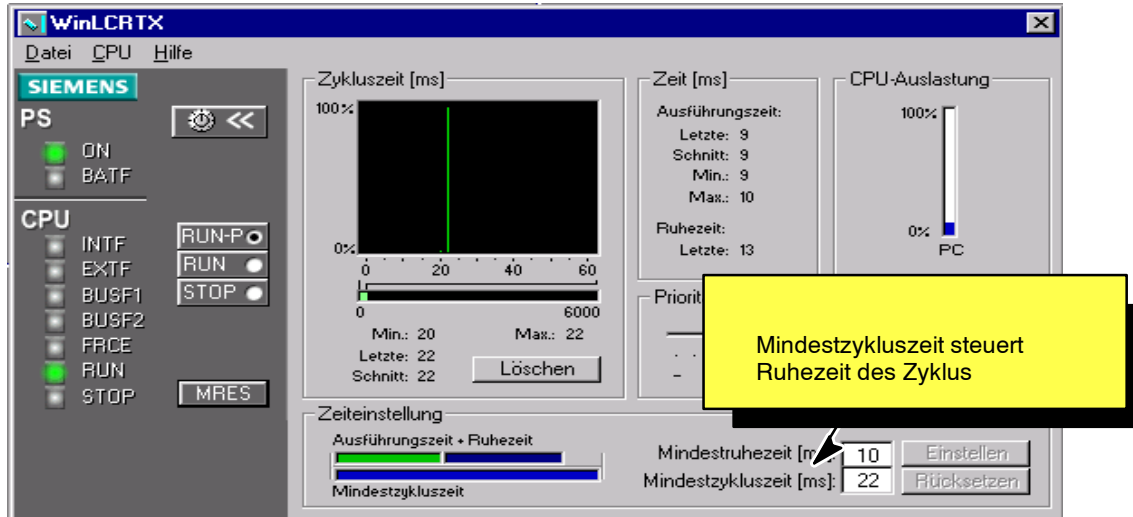 WinLCRTX
Datei CPU Hilfe
SIEMENS
PS
ON
BATF
CPU
INTF
EXTF
BUSF1
BUSF2
FRCE
RUN
STOP
RUN-P
RUN
STOP
MRES
Zykluszeit [ms]
100%
0%
0 20 40 60
0 6000
Min.: 20 Max.: 22
Letzte: 22
Schnitt: 22
Löschen
Zeit [ms]
Ausführungszeit:
Letzte: 9
Schnitt: 9
Min.: 9
Max.: 10
Ruhezeit:
Letzte: 13
CPU-Auslastung
100%
0%
PC
Priorit
Mindestzykluszeit steuert
Ruhezeit des Zyklus
Zeiteinstellung
Ausführungszeit + Ruhezeit
Mindestzykluszeit
Mindestruhezeit [m 10 Einstellen
Mindestzykluszeit [ms]: 22 Rücksetzen